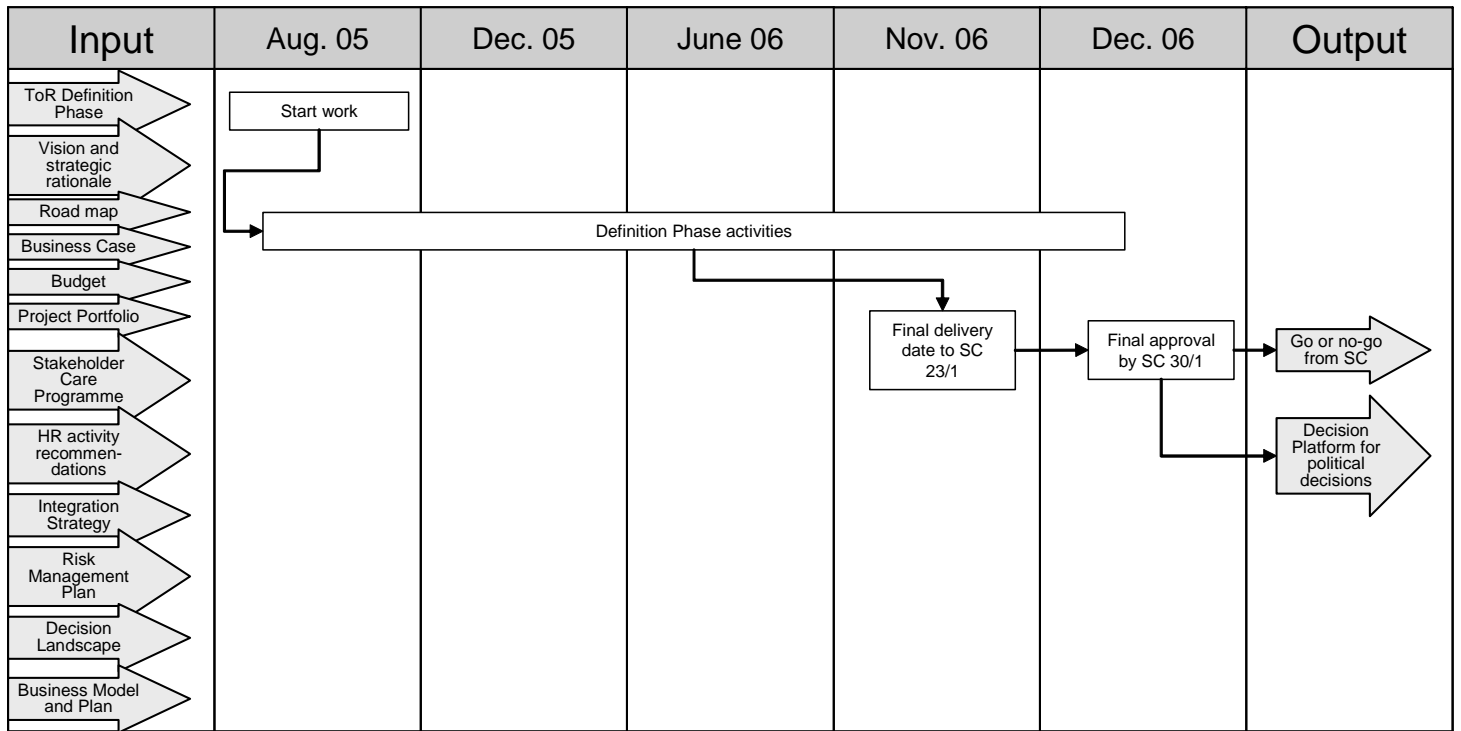 Input
Aug. 05
Dec. 05
June 06
Nov. 06
Dec. 06
Output
ToR Definition
Phase
Vision and
strategic
rationale
Road map
Business Case
Budget
Project Portfolio
Stakeholder
Care
Programme
HR activity
recommen-
dations
Integration
Strategy
Risk
Management
Plan
Decision
Landscape
Business Model
and Plan
Start work
Definition Phase activities
Final delivery
date to SC
23/1
Final approval
by SC 30/1
Go or no-go
from SC
Decision
Platform for
political
decisions